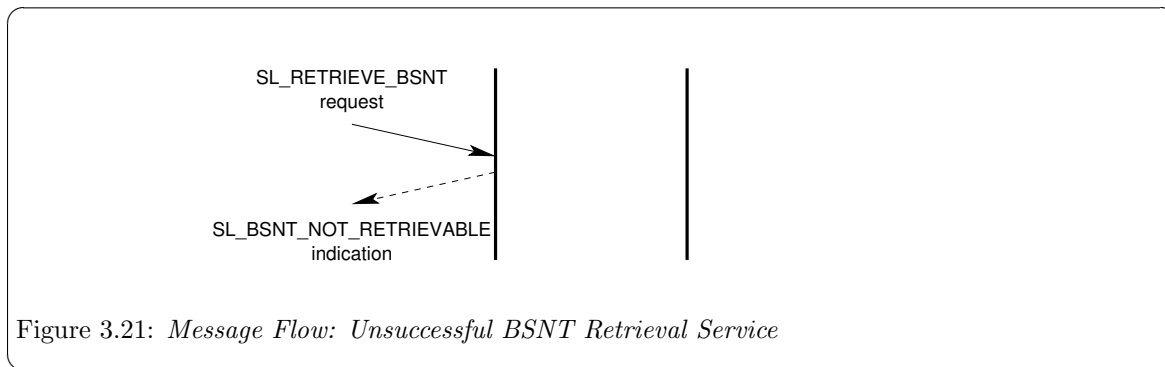 SL_RETRIEVE_BSNT
request
SL_BSNT_NOT_RETRIEVABLE
indication
Figure 3.21: Message Flow: Unsuccessful BSNT Retrieval Service